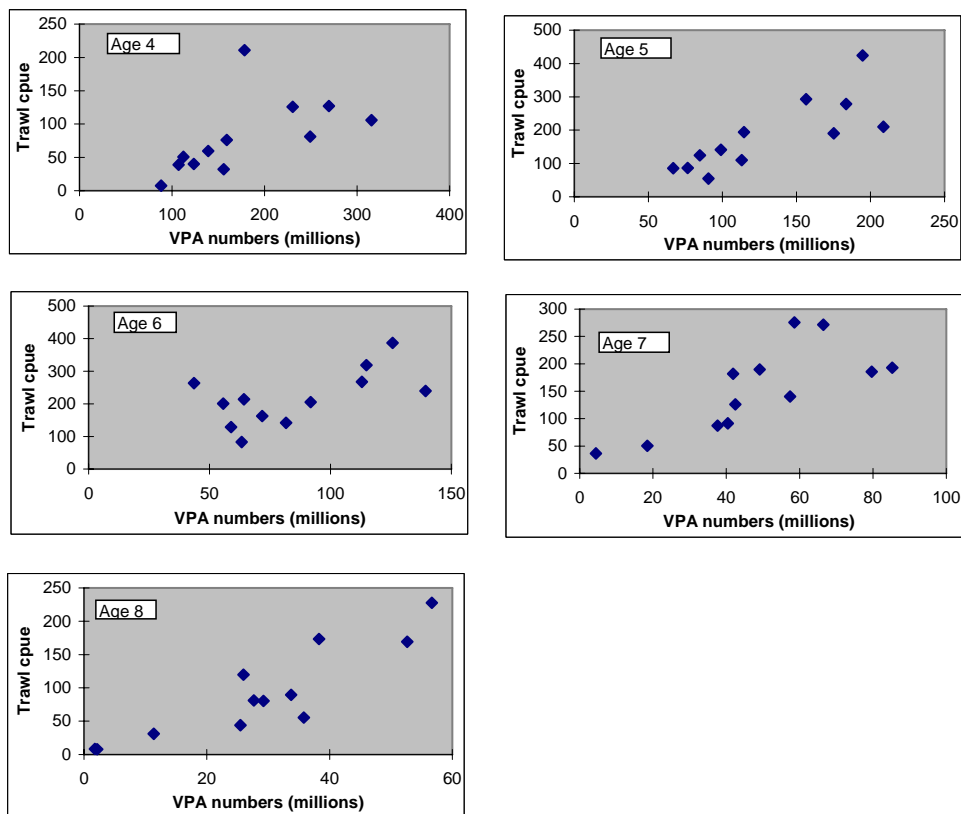 Age 4
Trawl cpue
250
200
150
100
50
0
0 100 200 300 400
VPA numbers (millions)
Age 5
Trawl cpue
500
400
300
200
100
0
0 50 100 150 200 250
VPA numbers (millions)
Age 6
Trawl cpue
500
400
300
200
100
0
0 50 100 150
VPA numbers (millions)
Age 7
Trawl cpue
300
250
200
150
100
50
0
0 20 40 60 80 100
VPA numbers (millions)
Age 8
Trawl cpue
250
200
150
100
50
0
0 20 40 60
VPA numbers (millions)